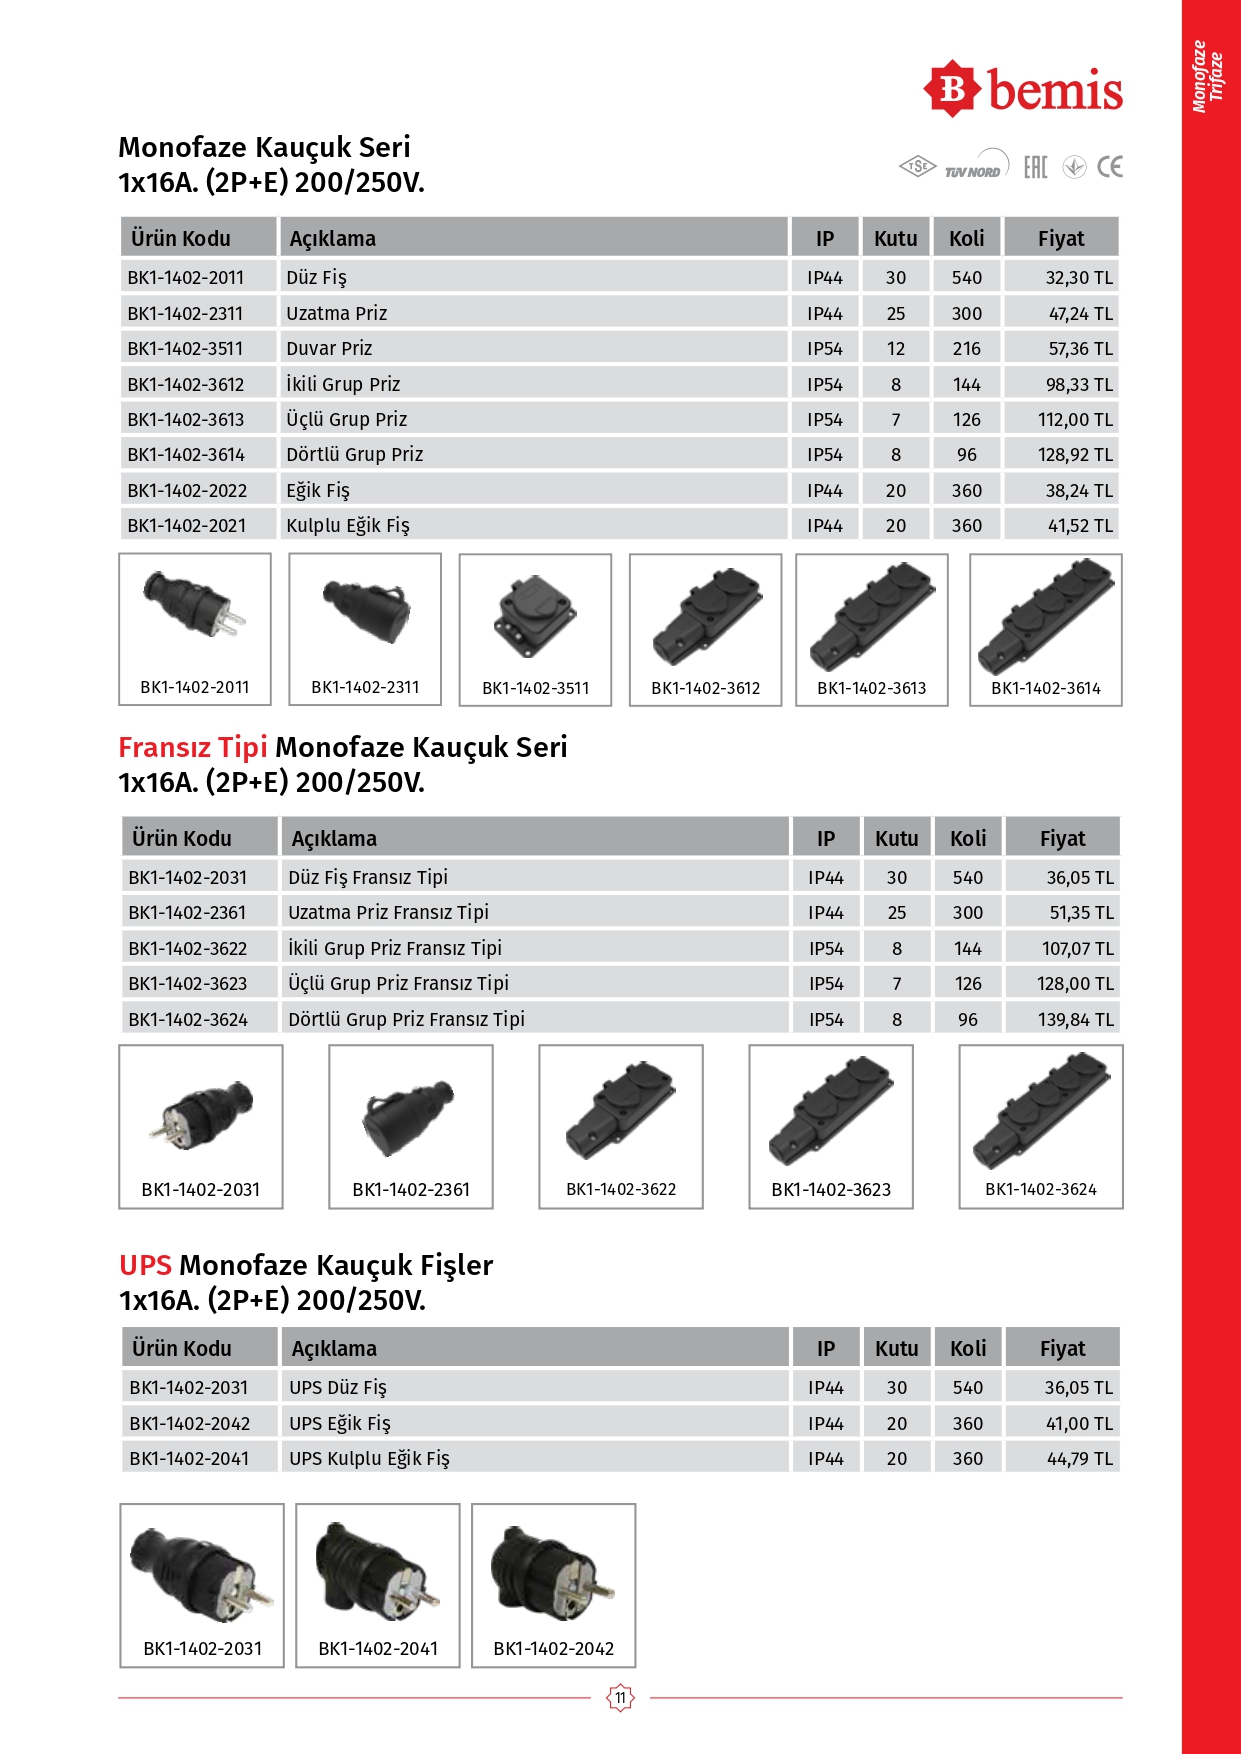 Monofaze
Trifaze
B bemis
Monofaze Kauçuk Seri
1x16A. (2P+E) 200/250V.
TSE TÜV NORD EAC CE
Ürün Kodu Açıklama IP Kutu Koli Fiyat
BK1-1402-2011 Düz Fiş IP44 30 540 32,30 TL
BK1-1402-2311 Uzatma Priz IP44 25 300 47,24 TL
BK1-1402-3511 Duvar Priz IP54 12 216 57,36 TL
BK1-1402-3612 İkili Grup Priz IP54 8 144 98,33 TL
BK1-1402-3613 Üçlü Grup Priz IP54 7 126 112,00 TL
BK1-1402-3614 Dörtlü Grup Priz IP54 8 96 128,92 TL
BK1-1402-2022 Eğik Fiş IP44 20 360 38,24 TL
BK1-1402-2021 Kulplu Eğik Fiş IP44 20 360 41,52 TL
BK1-1402-2011 BK1-1402-2311 BK1-1402-3511 BK1-1402-3612 BK1-1402-3613 BK1-1402-3614
Fransız Tipi Monofaze Kauçuk Seri
1x16A. (2P+E) 200/250V.
Ürün Kodu Açıklama IP Kutu Koli Fiyat
BK1-1402-2031 Düz Fiş Fransız Tipi IP44 30 540 36,05 TL
BK1-1402-2361 Uzatma Priz Fransız Tipi IP44 25 300 51,35 TL
BK1-1402-3622 İkili Grup Priz Fransız Tipi IP54 8 144 107,07 TL
BK1-1402-3623 Üçlü Grup Priz Fransız Tipi IP54 7 126 128,00 TL
BK1-1402-3624 Dörtlü Grup Priz Fransız Tipi IP54 8 96 139,84 TL
BK1-1402-2031 BK1-1402-2361 BK1-1402-3622 BK1-1402-3623 BK1-1402-3624
UPS Monofaze Kauçuk Fişler
1x16A. (2P+E) 200/250V.
Ürün Kodu Açıklama IP Kutu Koli Fiyat
BK1-1402-2031 UPS Düz Fiş IP44 30 540 36,05 TL
BK1-1402-2042 UPS Eğik Fiş IP44 20 360 41,00 TL
BK1-1402-2041 UPS Kulplu Eğik Fiş IP44 20 360 44,79 TL
BK1-1402-2031 BK1-1402-2041 BK1-1402-2042
11